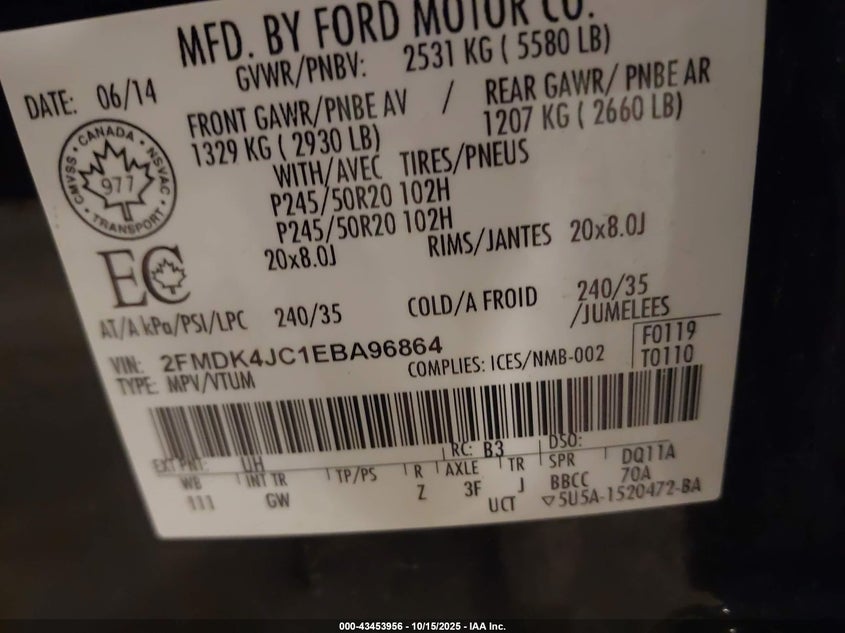 MFD. BY FORD MOTOR CO.
GVWR/PNBV: 2531 KG ( 5580 LB)
DATE: 06/14
FRONT GAWR/PNBE AV / REAR GAWR/ PNBE AR
1329 KG ( 2930 LB) 1207 KG ( 2660 LB)
WITH/AVEC TIRES/PNEUS
P245/50R20 102H
P245/50R20 102H
20x8.0J RIMS/JANTES 20x8.0J
CANADA
CMVSS NSVAC
977
TRANSPORT
EC
AT/A kPa/PSI/LPC 240/35 COLD/A FROID 240/35
/JUMELEES
VIN: 2FMDK4JC1EBA96864
TYPE: MPV/VTUM COMPLIES: ICES/NMB-002
F0119
T0110
EXT PNT: UH RC: B3 DSO:
WB INT TR TP/PS R AXLE TR SPR DQ11A
111 GW Z 3F J BBCC 70A
UCT ▽5U5A-1520472-BA
000-43453956 - 10/15/2025 - IAA Inc.